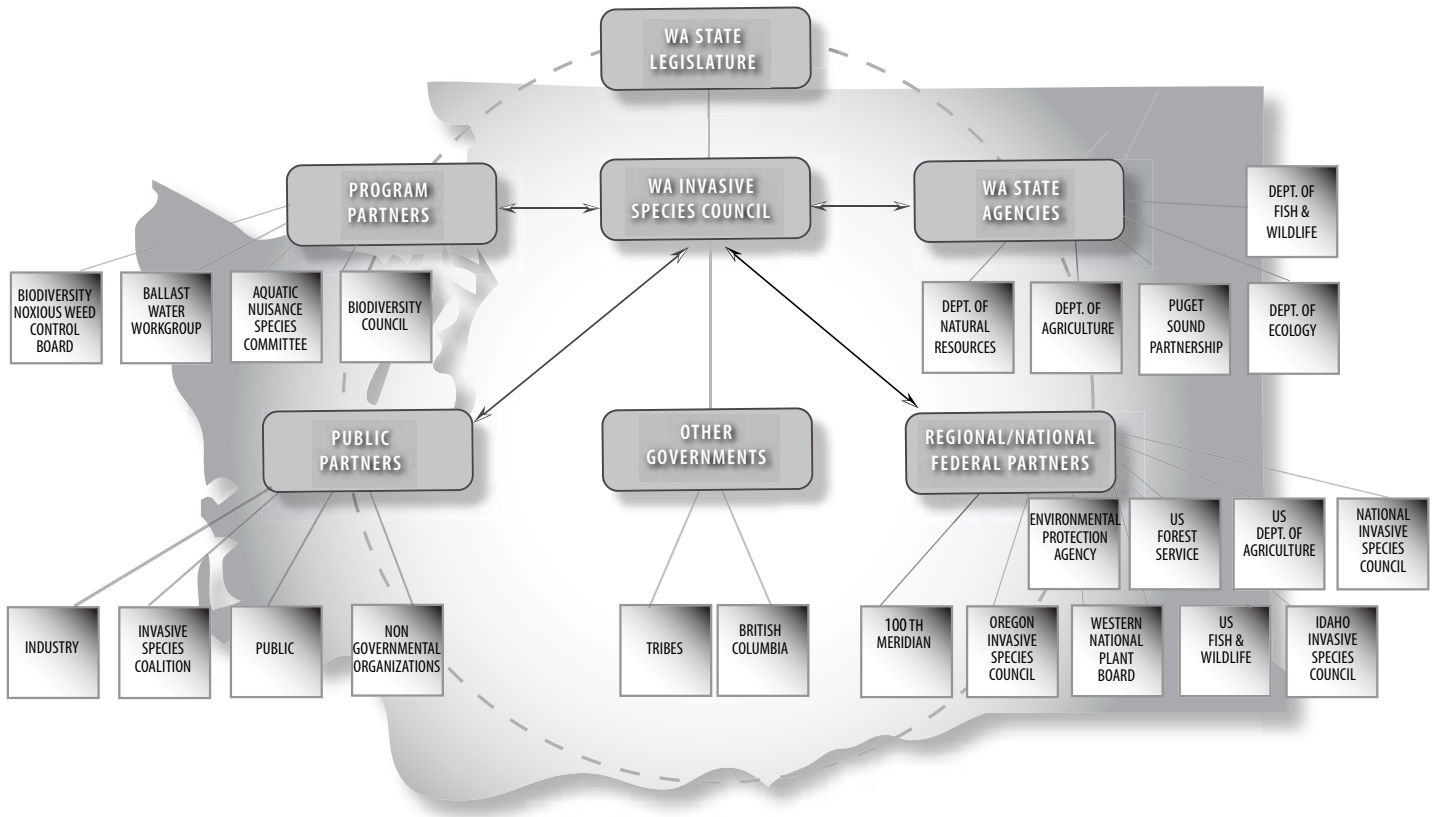 WA STATE
LEGISLATURE
PROGRAM
PARTNERS
WA INVASIVE
SPECIES COUNCIL
WA STATE
AGENCIES
DEPT. OF
FISH &
WILDLIFE
BIODIVERSITY
NOXIOUS WEED
CONTROL
BOARD
BALLAST
WATER
WORKGROUP
AQUATIC
NUISANCE
SPECIES
COMMITTEE
BIODIVERSITY
COUNCIL
DEPT. OF
NATURAL
RESOURCES
DEPT. OF
AGRICULTURE
PUGET
SOUND
PARTNERSHIP
DEPT. OF
ECOLOGY
PUBLIC
PARTNERS
OTHER
GOVERNMENTS
REGIONAL/NATIONAL
FEDERAL PARTNERS
ENVIRONMENTAL
PROTECTION
AGENCY
US
FOREST
SERVICE
US
DEPT. OF
AGRICULTURE
NATIONAL
INVASIVE
SPECIES
COUNCIL
INDUSTRY
INVASIVE
SPECIES
COALITION
PUBLIC
NON
GOVERNMENTAL
ORGANIZATIONS
TRIBES
BRITISH
COLUMBIA
100 TH
MERIDIAN
OREGON
INVASIVE
SPECIES
COUNCIL
WESTERN
NATIONAL
PLANT
BOARD
US
FISH &
WILDLIFE
IDAHO
INVASIVE
SPECIES
COUNCIL